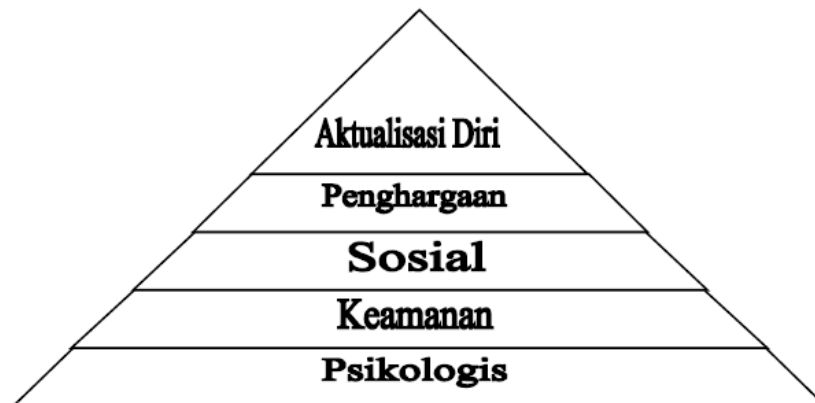 Aktualisasi Diri
Penghargaan
Sosial
Keamanan
Psikologis